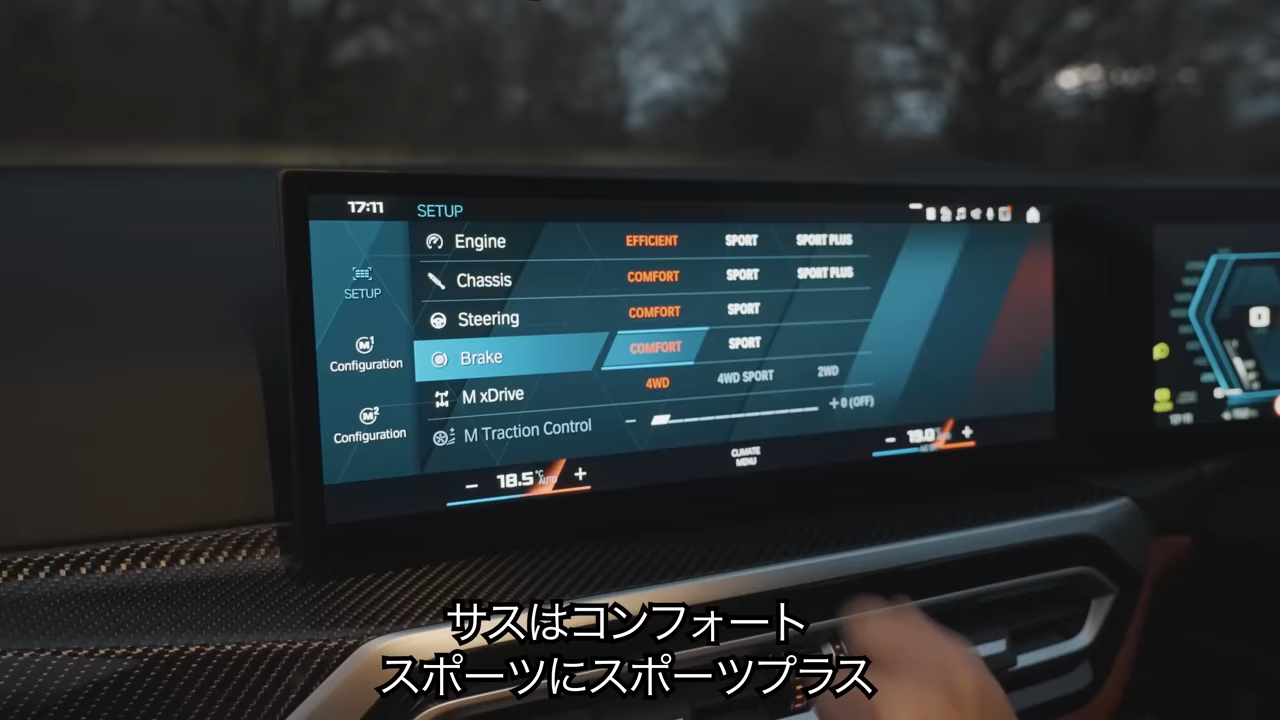 17:11
SETUP
SETUP
Configuration
Configuration
Engine EFFICIENT SPORT SPORT PLUS
Chassis COMFORT SPORT SPORT PLUS
Steering COMFORT SPORT
Brake COMFORT SPORT
M xDrive 4WD 4WD SPORT 2WD
M Traction Control − + 0 (OFF)
− 18.5 °C AUTO +
CLIMATE
MENU
− 19.0 +
サスはコンフォート
スポーツにスポーツプラス